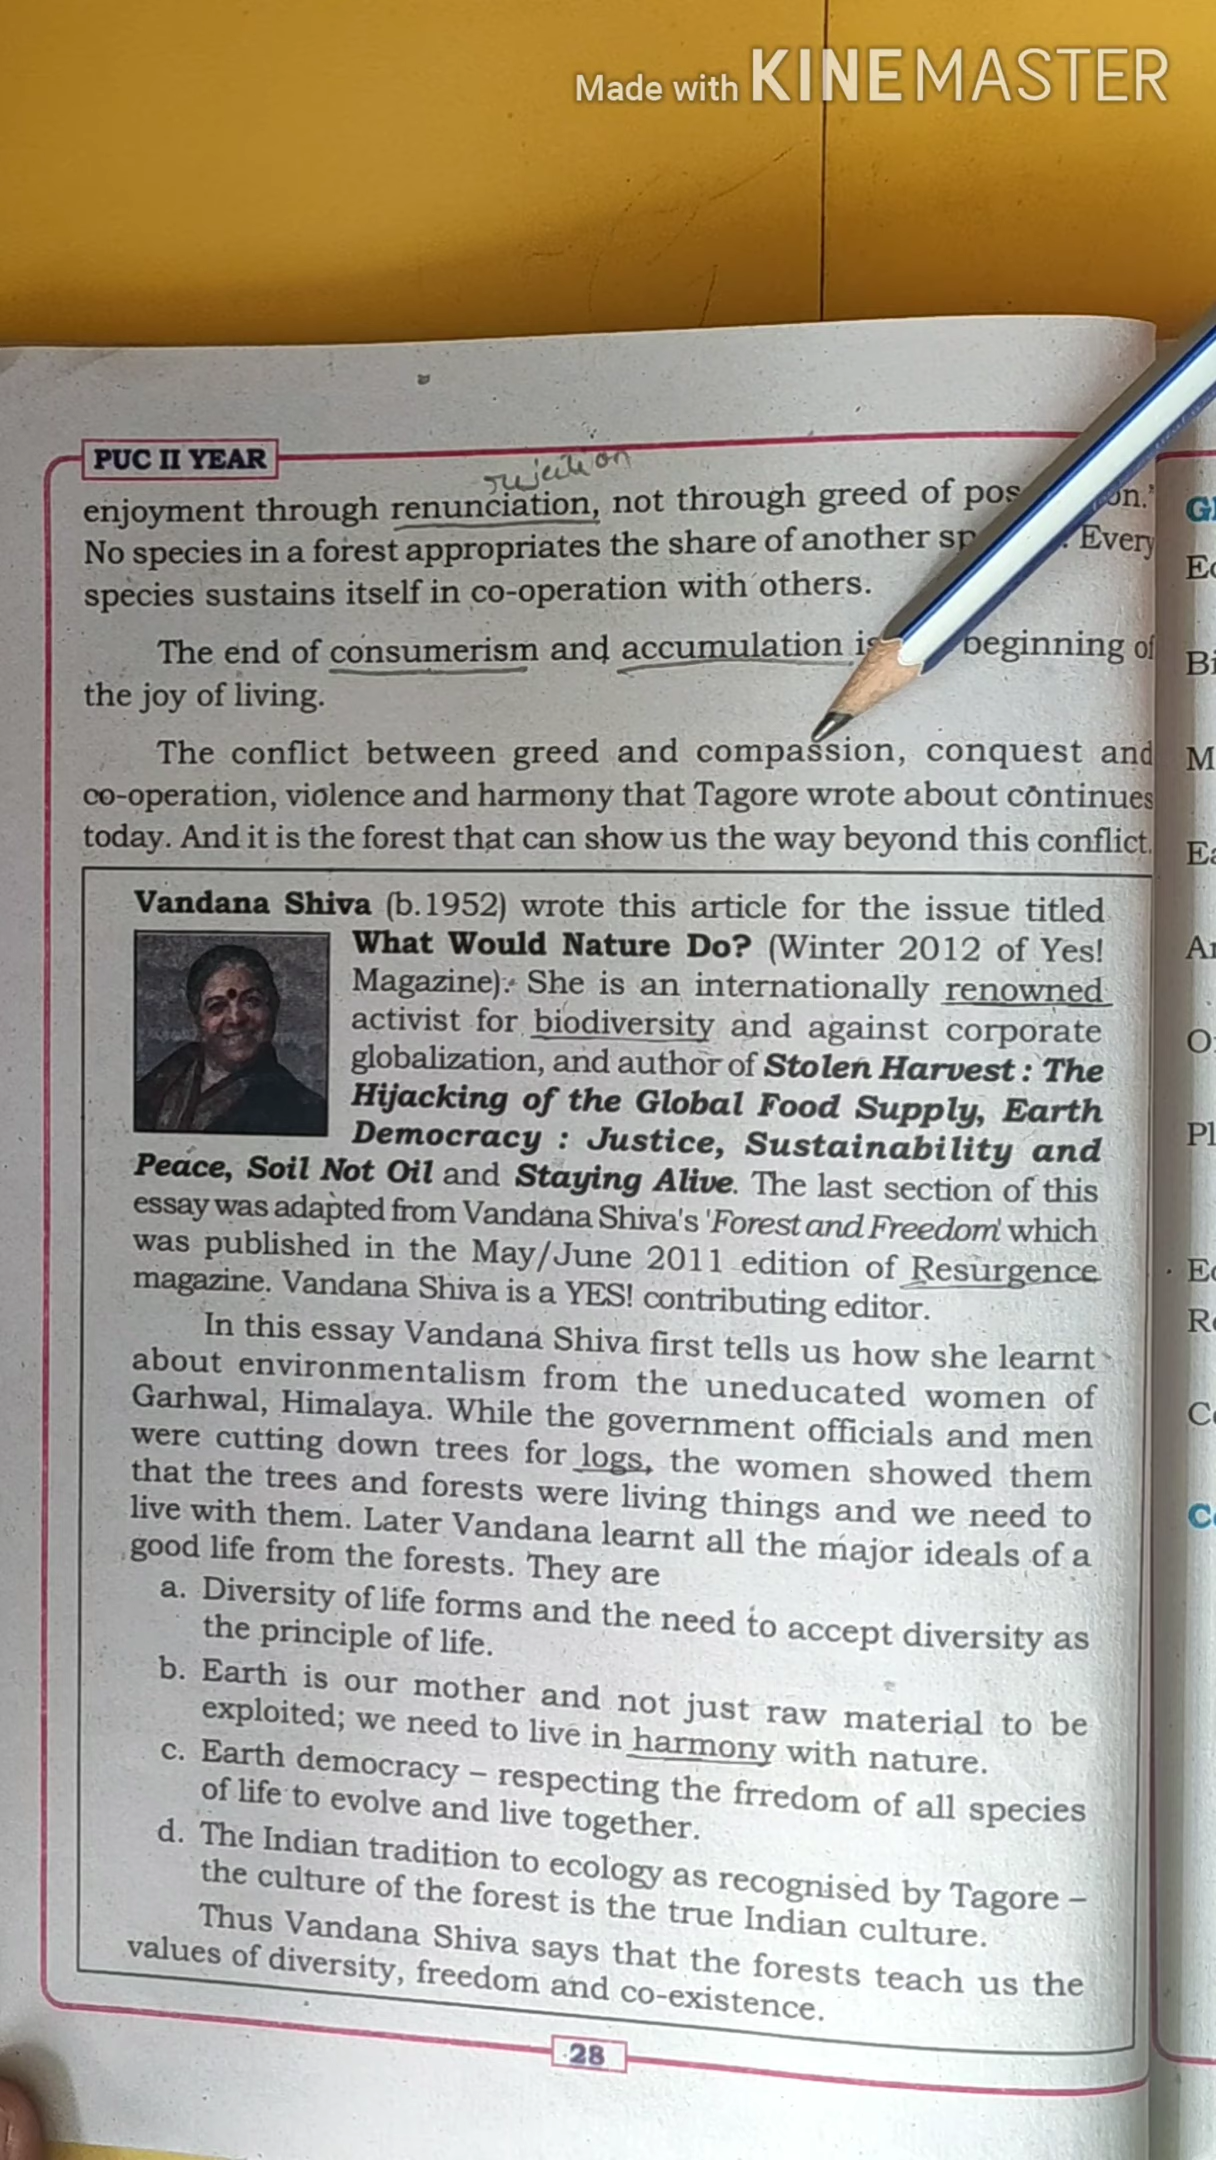 Made with KINEMASTER
PUC II YEAR
rejection
enjoyment through renunciation, not through greed of pos on.'
No species in a forest appropriates the share of another sp . Every
species sustains itself in co-operation with others.
The end of consumerism and accumulation is beginning of
the joy of living.
The conflict between greed and compassion, conquest and
co-operation, violence and harmony that Tagore wrote about continues
today. And it is the forest that can show us the way beyond this conflict.
Vandana Shiva (b.1952) wrote this article for the issue titled
What Would Nature Do? (Winter 2012 of Yes!
Magazine). She is an internationally renowned
activist for biodiversity and against corporate
globalization, and author of Stolen Harvest : The
Hijacking of the Global Food Supply, Earth
Democracy : Justice, Sustainability and
Peace, Soil Not Oil and Staying Alive. The last section of this
essay was adapted from Vandana Shiva's 'Forest and Freedom' which
was published in the May/June 2011 edition of Resurgence
magazine. Vandana Shiva is a YES! contributing editor.
In this essay Vandana Shiva first tells us how she learnt
about environmentalism from the uneducated women of
Garhwal, Himalaya. While the government officials and men
were cutting down trees for logs, the women showed them
that the trees and forests were living things and we need to
live with them. Later Vandana learnt all the major ideals of a
good life from the forests. They are
a. Diversity of life forms and the need to accept diversity as
the principle of life.
b. Earth is our mother and not just raw material to be
exploited; we need to live in harmony with nature.
c. Earth democracy – respecting the frredom of all species
of life to evolve and live together.
d. The Indian tradition to ecology as recognised by Tagore –
the culture of the forest is the true Indian culture.
Thus Vandana Shiva says that the forests teach us the
values of diversity, freedom and co-existence.
28